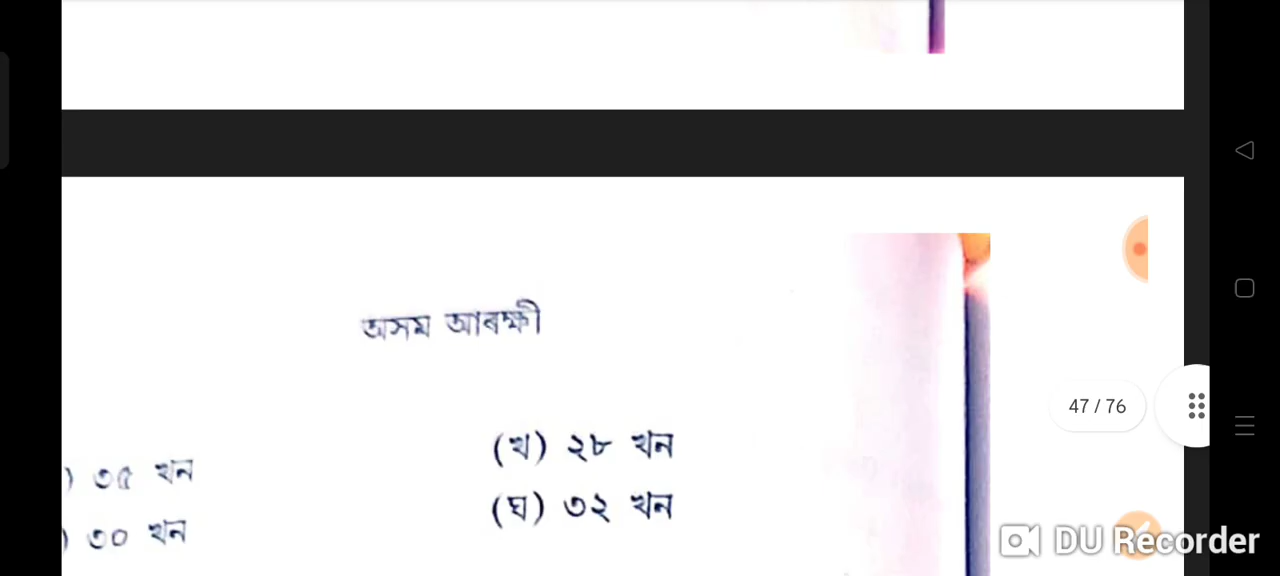 অসম আৰক্ষী
) ৩৫ খন
(খ) ২৮ খন
) ৩০ খন
(ঘ) ৩২ খন
47 / 76
DU Recorder